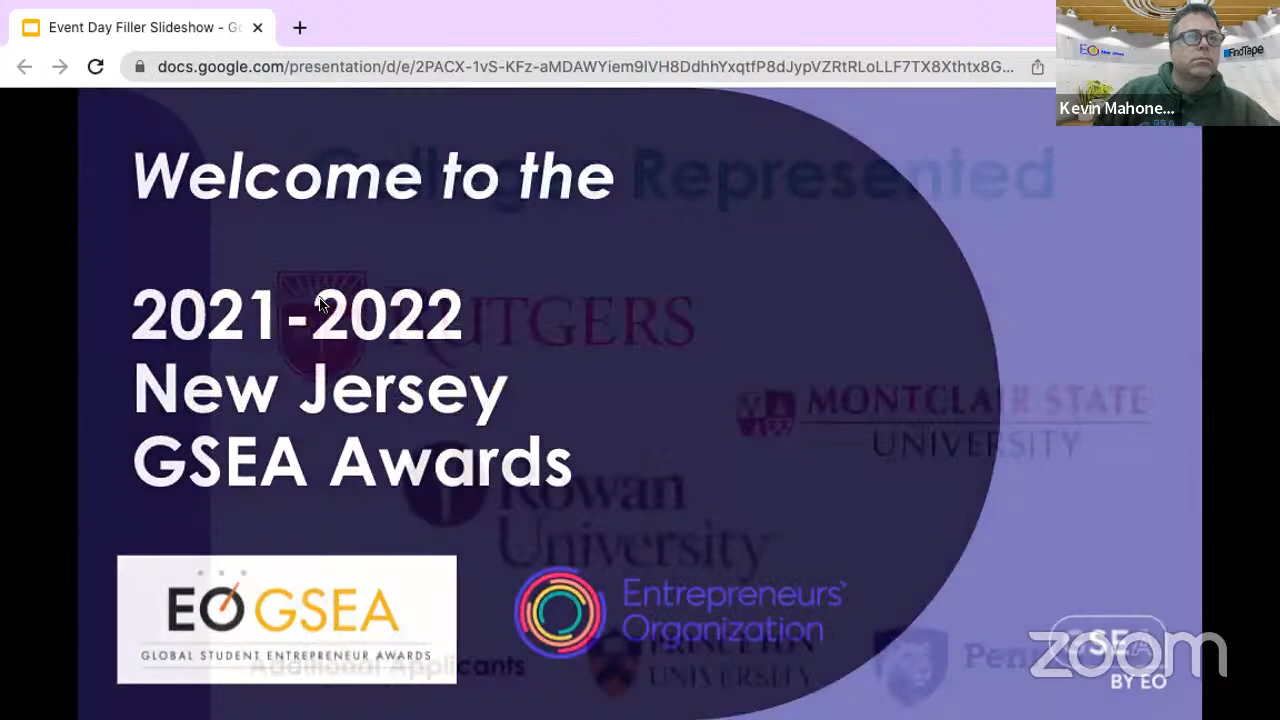 Event Day Filler Slideshow - Go
docs.google.com/presentation/d/e/2PACX-1vS-KFz-aMDAWYiem9IVH8DdhhYxqtfP8dJypVZRtRLoLLF7TX8Xthtx8G...
EO
FindTape
Kevin Mahone...
Welcome to the
Represented
2021-2022
RUTGERS
New Jersey
MONTCLAIR STATE
UNIVERSITY
GSEA Awards
Rowan
University
EO GSEA
GLOBAL STUDENT ENTREPRENEUR AWARDS
Entrepreneurs'
Organization
Additional Applicants
PRINCETON
UNIVERSITY
zoom
BY EO